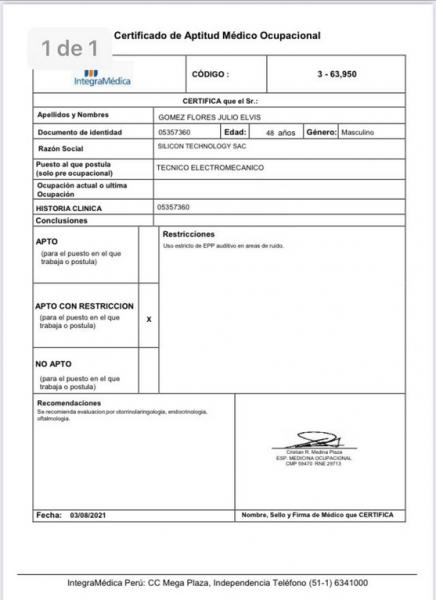 Certificado de Aptitud Médico Ocupacional
1 de 1
IntegraMédica
CÓDIGO :
3 - 63,950
CERTIFICA que el Sr.:
Apellidos y Nombres
GOMEZ FLORES JULIO ELVIS
Documento de identidad
05357360
Edad:
48 años
Género:
Masculino
Razón Social
SILICON TECHNOLOGY SAC
Puesto al que postula
(solo pre ocupacional)
TECNICO ELECTROMECANICO
Ocupación actual o ultima
Ocupación
HISTORIA CLINICA
05357360
Conclusiones
APTO
(para el puesto en el que
trabaja o postula)
Restricciones
Uso estricto de EPP auditivo en areas de ruido.
APTO CON RESTRICCION
(para el puesto en el que
trabaja o postula)
X
NO APTO
(para el puesto en el que
trabaja o postula)
Recomendaciones
Se recomienda evaluacion por otorrinolaringologia, endocrinologia,
oftalmologia.
Cristian R. Medina Plaza
ESP. MEDICINA OCUPACIONAL
CMP 59470 RNE 29713
Fecha:
03/08/2021
Nombre, Sello y Firma de Médico que CERTIFICA
IntegraMédica Perú: CC Mega Plaza, Independencia Teléfono (51-1) 6341000